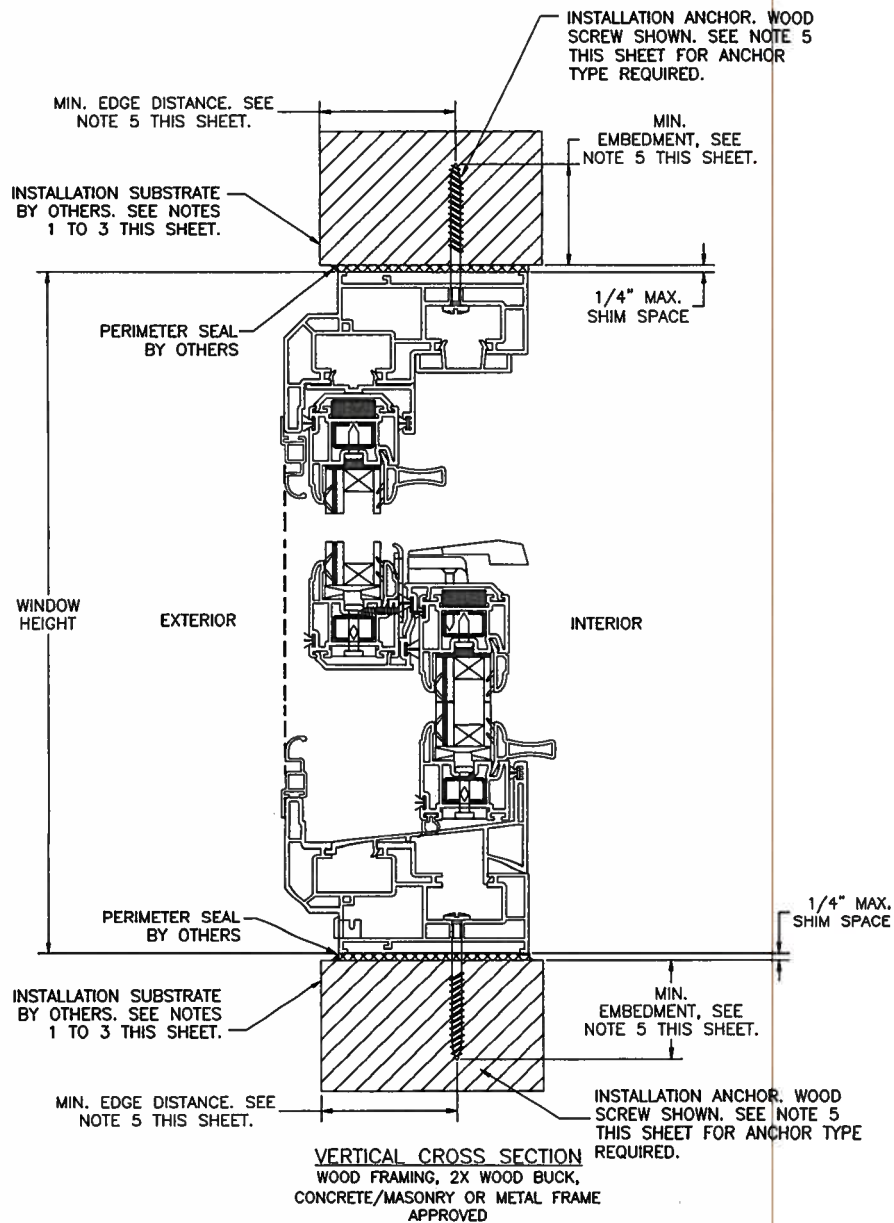 INSTALLATION ANCHOR. WOOD
SCREW SHOWN. SEE NOTE 5
THIS SHEET FOR ANCHOR
TYPE REQUIRED.
MIN. EDGE DISTANCE. SEE
NOTE 5 THIS SHEET.
MIN.
EMBEDMENT, SEE
NOTE 5 THIS SHEET.
INSTALLATION SUBSTRATE
BY OTHERS. SEE NOTES
1 TO 3 THIS SHEET.
1/4" MAX.
SHIM SPACE
PERIMETER SEAL
BY OTHERS
WINDOW
HEIGHT
EXTERIOR
INTERIOR
PERIMETER SEAL
BY OTHERS
1/4" MAX.
SHIM SPACE
INSTALLATION SUBSTRATE
BY OTHERS. SEE NOTES
1 TO 3 THIS SHEET.
MIN.
EMBEDMENT, SEE
NOTE 5 THIS SHEET.
MIN. EDGE DISTANCE. SEE
NOTE 5 THIS SHEET.
INSTALLATION ANCHOR. WOOD
SCREW SHOWN. SEE NOTE 5
THIS SHEET FOR ANCHOR TYPE
REQUIRED.
VERTICAL CROSS SECTION
WOOD FRAMING, 2X WOOD BUCK,
CONCRETE/MASONRY OR METAL FRAME
APPROVED